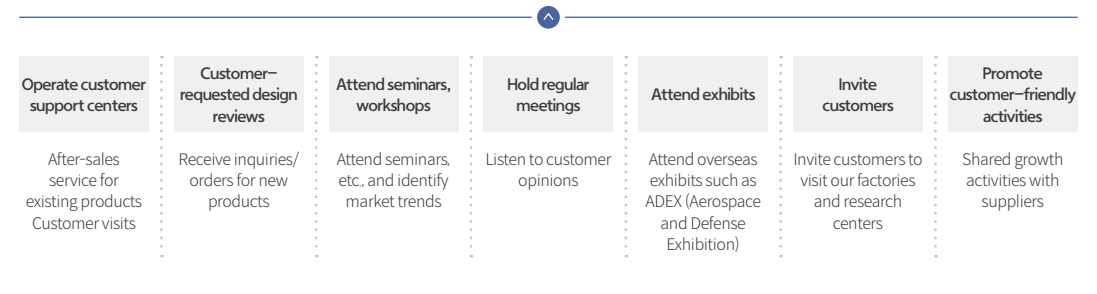 Operate customer
support centers
After-sales
service for
existing products
Customer visits
Customer–
requested design
reviews
Receive inquiries/
orders for new
products
Attend seminars,
workshops
Attend seminars,
etc., and identify
market trends
Hold regular
meetings
Listen to customer
opinions
Attend exhibits
Attend overseas
exhibits such as
ADEX (Aerospace
and Defense
Exhibition)
Invite
customers
Invite customers to
visit our factories
and research
centers
Promote
customer–friendly
activities
Shared growth
activities with
suppliers